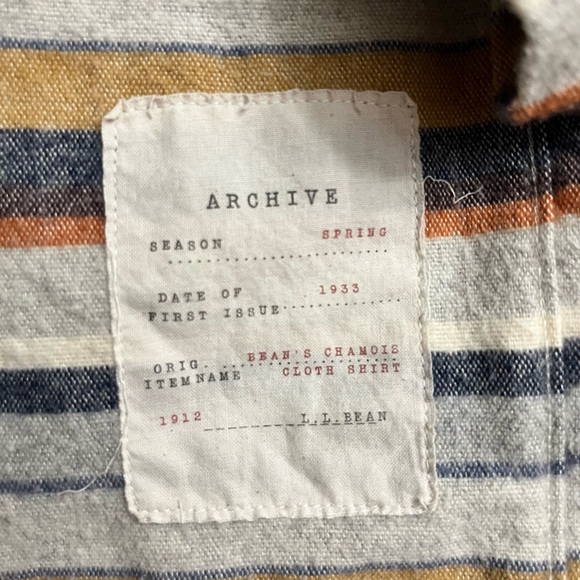 ARCHIVE
SEASON SPRING
DATE OF
FIRST ISSUE 1933
ORIG. BEAN'S CHAMOIS
ITEMNAME CLOTH SHIRT
1912 L.L.BEAN